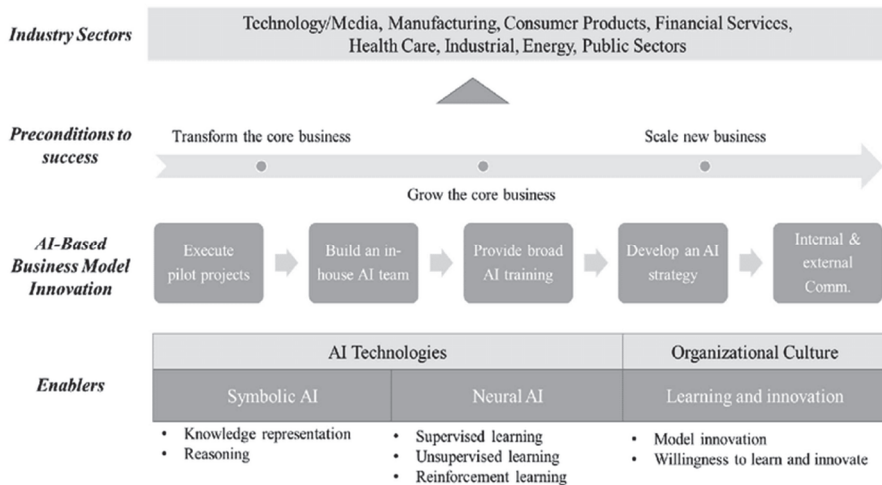 Industry Sectors
Technology/Media, Manufacturing, Consumer Products, Financial Services,
Health Care, Industrial, Energy, Public Sectors
Preconditions to
success
Transform the core business
Scale new business
Grow the core business
AI-Based
Business Model
Innovation
Execute
pilot projects
Build an in-
house AI team
Provide broad
AI training
Develop an AI
strategy
Internal &
external
Comm.
Enablers
AI Technologies
Organizational Culture
Symbolic AI
Neural AI
Learning and innovation
• Knowledge representation
• Reasoning
• Supervised learning
• Unsupervised learning
• Reinforcement learning
• Model innovation
• Willingness to learn and innovate